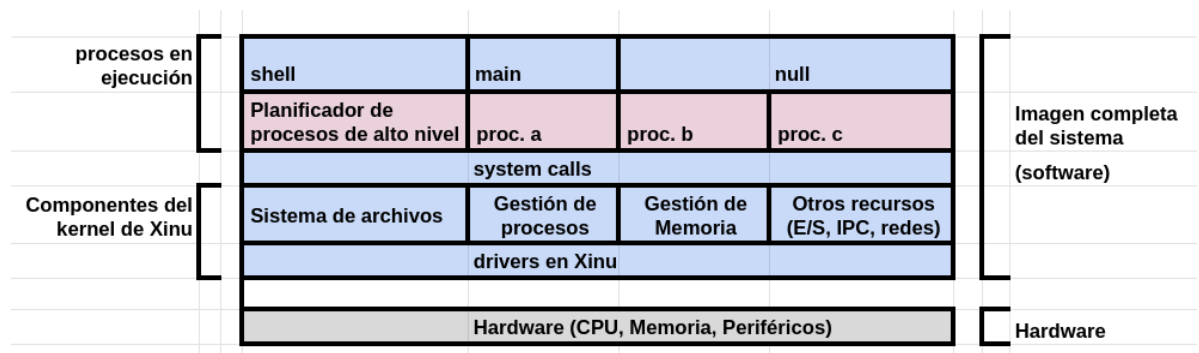 procesos en
ejecución
shell
main
null
Planificador de
procesos de alto nivel
proc. a
proc. b
proc. c
Imagen completa
del sistema
(software)
system calls
Componentes del
kernel de Xinu
Sistema de archivos
Gestión de
procesos
Gestión de
Memoria
Otros recursos
(E/S, IPC, redes)
drivers en Xinu
Hardware (CPU, Memoria, Periféricos)
Hardware